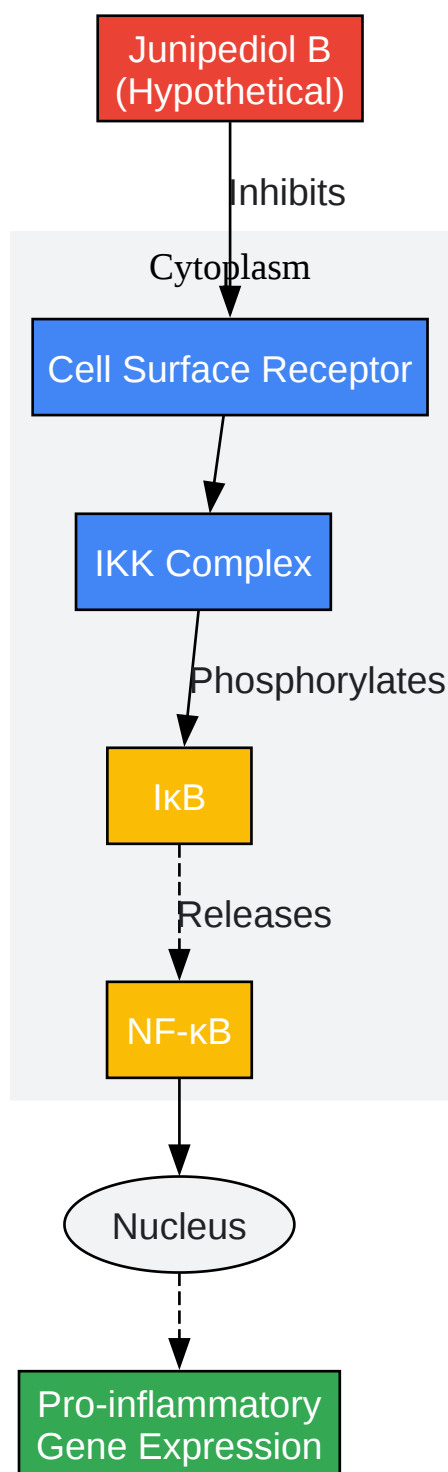 Junipediol B
(Hypothetical)
Inhibits
Cytoplasm
Cell Surface Receptor
IKK Complex
Phosphorylates
IκB
Releases
NF-κB
Nucleus
Pro-inflammatory
Gene Expression